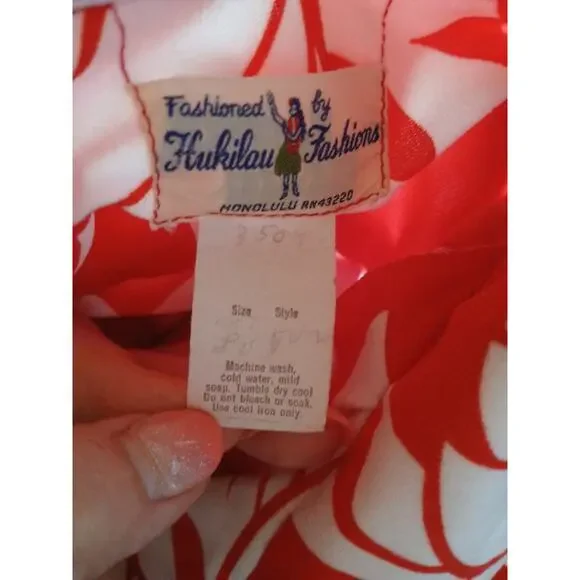 Fashioned by
Hukilau Fashions
HONOLULU RN43220
Size Style
Machine wash,
cold water, mild
soap. Tumble dry cool
Do not bleach or soak.
Use cool iron only.